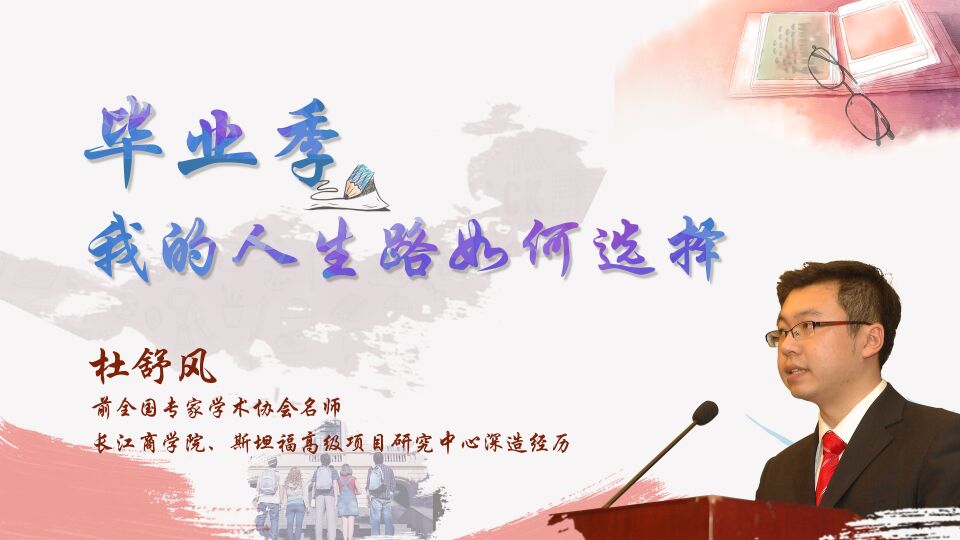 毕业季
我的人生路如何选择
杜舒风
前全国专家学术协会名师
长江商学院、斯坦福高级项目研究中心深造经历